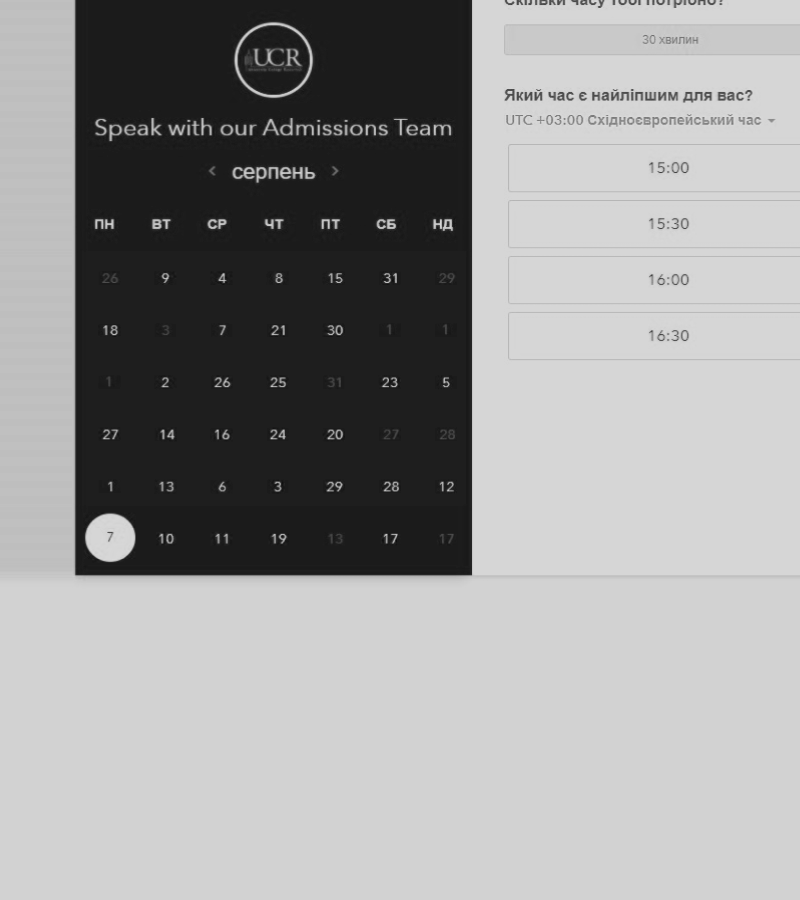 UCR
Speak with our Admissions Team
серпень
ПН ВТ СР ЧТ ПТ СБ НД
26 9 4 8 15 31 29
18 3 7 21 30 1 1
1 2 26 25 31 23 5
27 14 16 24 20 27 28
1 13 6 3 29 28 12
7 10 11 19 13 17 17
Скільки часу тобі потрібно?
30 хвилин
Який час є найліпшим для вас?
UTC +03:00 Східноєвропейський час
15:00
15:30
16:00
16:30